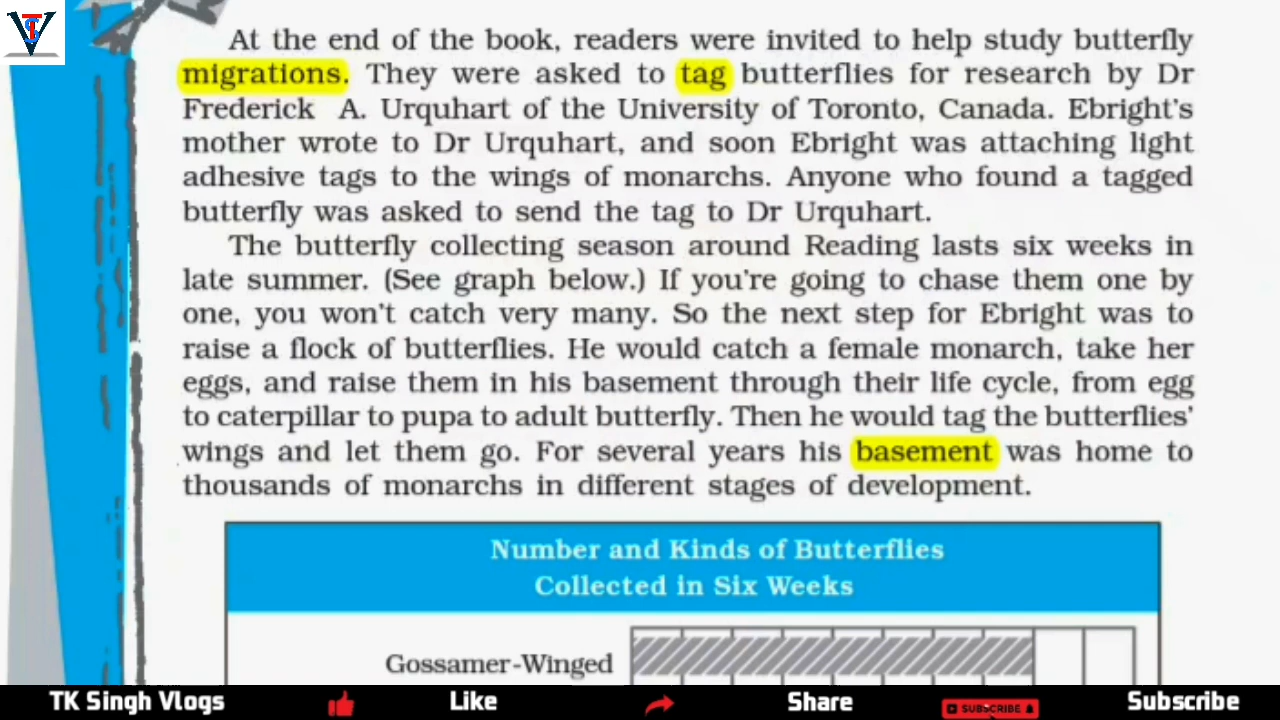 At the end of the book, readers were invited to help study butterfly
migrations. They were asked to tag butterflies for research by Dr
Frederick A. Urquhart of the University of Toronto, Canada. Ebright's
mother wrote to Dr Urquhart, and soon Ebright was attaching light
adhesive tags to the wings of monarchs. Anyone who found a tagged
butterfly was asked to send the tag to Dr Urquhart.
The butterfly collecting season around Reading lasts six weeks in
late summer. (See graph below.) If you're going to chase them one by
one, you won't catch very many. So the next step for Ebright was to
raise a flock of butterflies. He would catch a female monarch, take her
eggs, and raise them in his basement through their life cycle, from egg
to caterpillar to pupa to adult butterfly. Then he would tag the butterflies'
wings and let them go. For several years his basement was home to
thousands of monarchs in different stages of development.
Number and Kinds of Butterflies
Collected in Six Weeks
Gossamer-Winged
TK Singh Vlogs Like Share SUBSCRIBE Subscribe